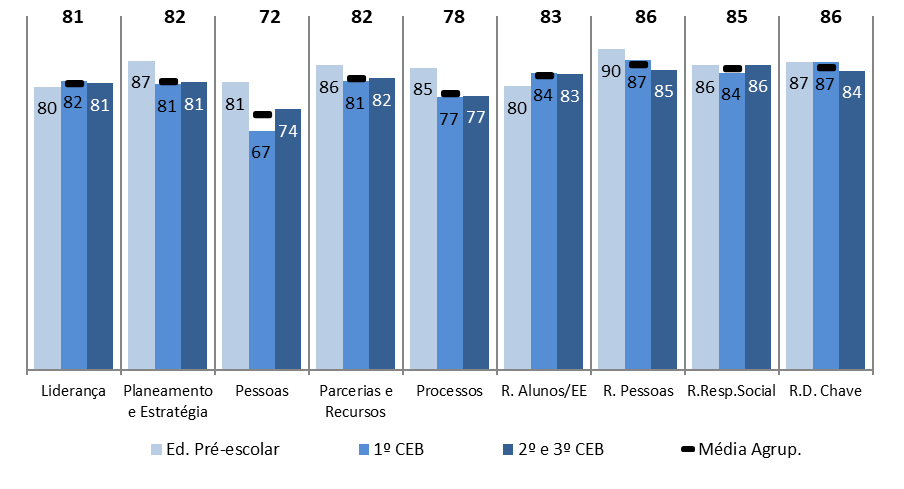 81 82 72 82 78 83 86 85 86
80 82 81 87 81 81 81 67 74 86 81 82 85 77 77 80 84 83 90 87 85 86 84 86 87 87 84
Liderança Planeamento e Estratégia Pessoas Parcerias e Recursos Processos R. Alunos/EE R. Pessoas R.Resp.Social R.D. Chave
Ed. Pré-escolar 1º CEB 2º e 3º CEB Média Agrup.